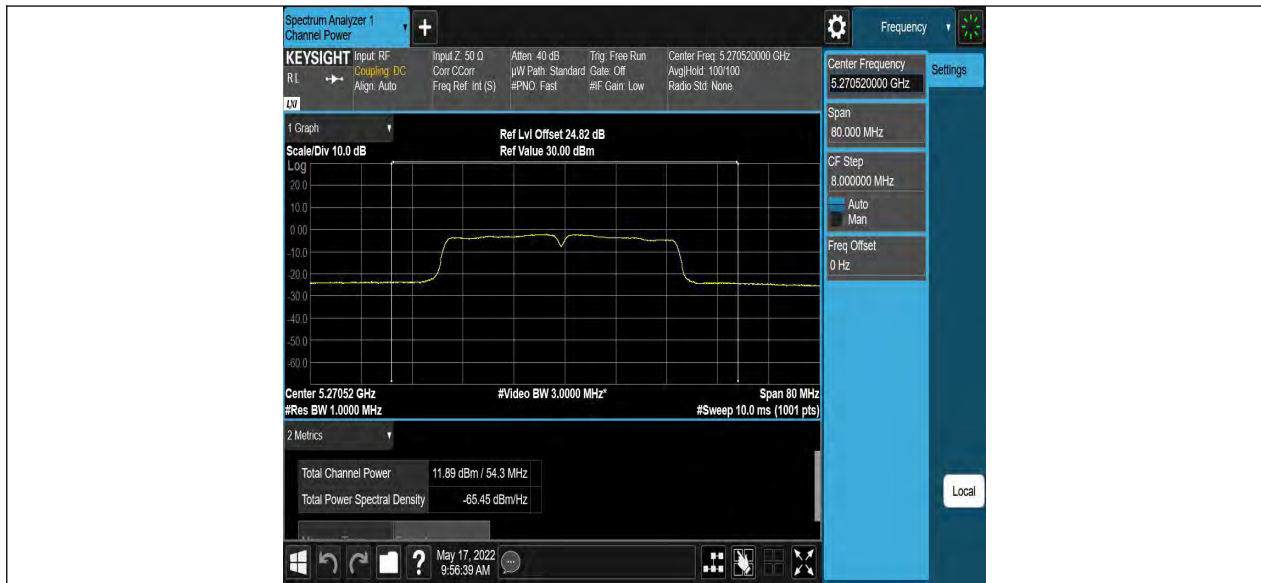 Spectrum Analyzer 1
Channel Power
+
Frequency
KEYSIGHT
RL
LXI
Input: RF
Coupling: DC
Align: Auto
Input Z: 50 Ω
Corr CCorr
Freq Ref: Int (S)
Atten: 40 dB
µW Path: Standard
#PNO: Fast
Trig: Free Run
Gate: Off
#IF Gain: Low
Center Freq: 5.270520000 GHz
Avg|Hold: 100/100
Radio Std: None
1 Graph
Scale/Div 10.0 dB
Ref Lvl Offset 24.82 dB
Ref Value 30.00 dBm
Log
20.0
10.0
0.00
-10.0
-20.0
-30.0
-40.0
-50.0
-60.0
Center 5.27052 GHz
#Video BW 3.0000 MHz*
Span 80 MHz
#Res BW 1.0000 MHz
#Sweep 10.0 ms (1001 pts)
2 Metrics
Total Channel Power 11.89 dBm / 54.3 MHz
Total Power Spectral Density -65.45 dBm/Hz
?
May 17, 2022
9:56:39 AM
Center Frequency
5.270520000 GHz
Settings
Span
80.000 MHz
CF Step
8.000000 MHz
Auto
Man
Freq Offset
0 Hz
Local